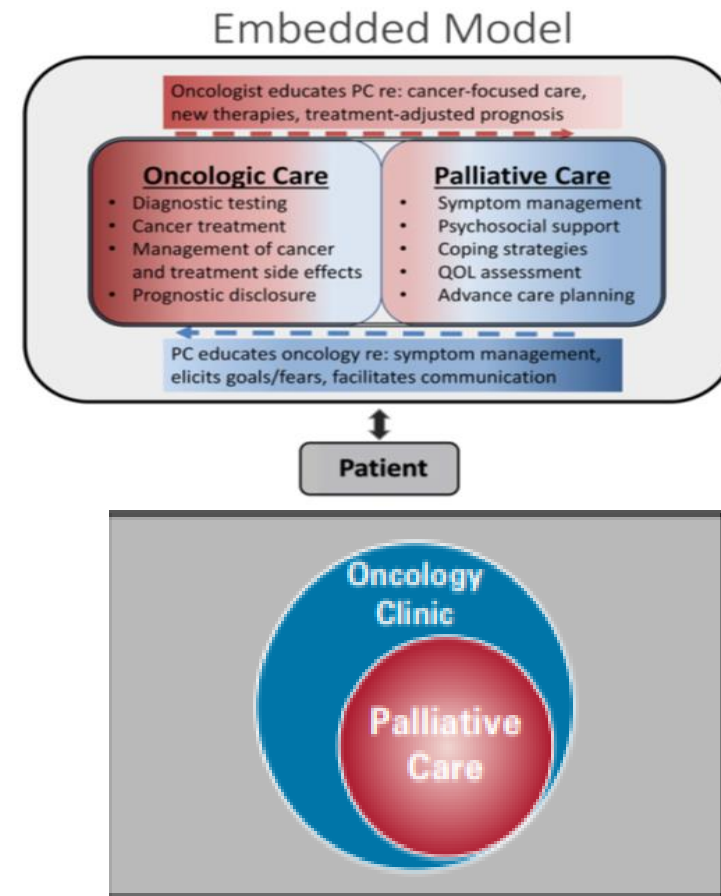 Embedded Model
Oncologist educates PC re: cancer-focused care,
new therapies, treatment-adjusted prognosis
Oncologic Care
• Diagnostic testing
• Cancer treatment
• Management of cancer
and treatment side effects
• Prognostic disclosure
Palliative Care
• Symptom management
• Psychosocial support
• Coping strategies
• QOL assessment
• Advance care planning
PC educates oncology re: symptom management,
elicits goals/fears, facilitates communication
Patient
Oncology
Clinic
Palliative
Care